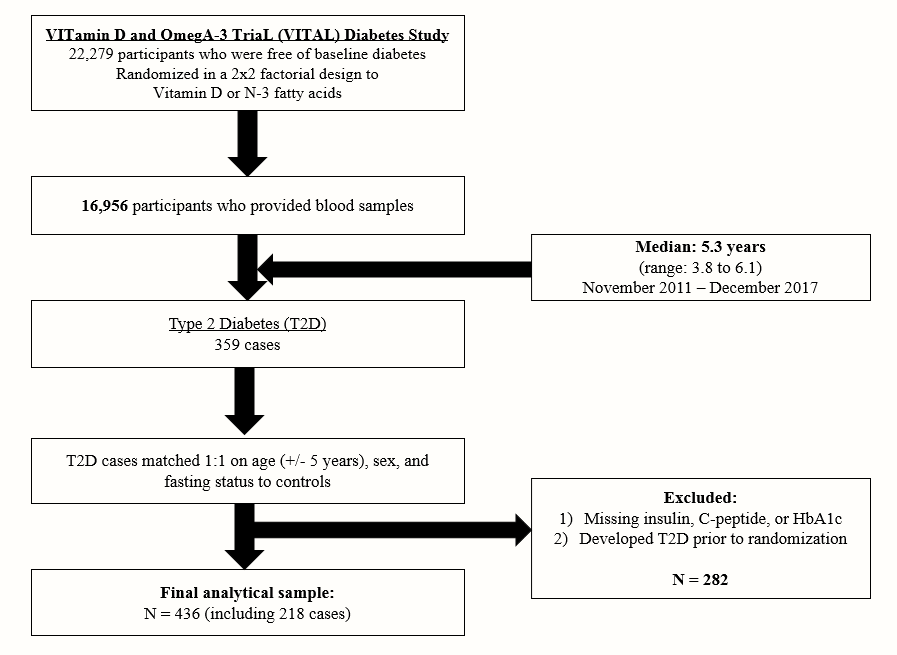 VITamin D and OmegA-3 TriaL (VITAL) Diabetes Study
22,279 participants who were free of baseline diabetes
Randomized in a 2x2 factorial design to
Vitamin D or N-3 fatty acids
16,956 participants who provided blood samples
Median: 5.3 years
(range: 3.8 to 6.1)
November 2011 – December 2017
Type 2 Diabetes (T2D)
359 cases
T2D cases matched 1:1 on age (+/- 5 years), sex, and
fasting status to controls
Excluded:
1) Missing insulin, C-peptide, or HbA1c
2) Developed T2D prior to randomization
N = 282
Final analytical sample:
N = 436 (including 218 cases)